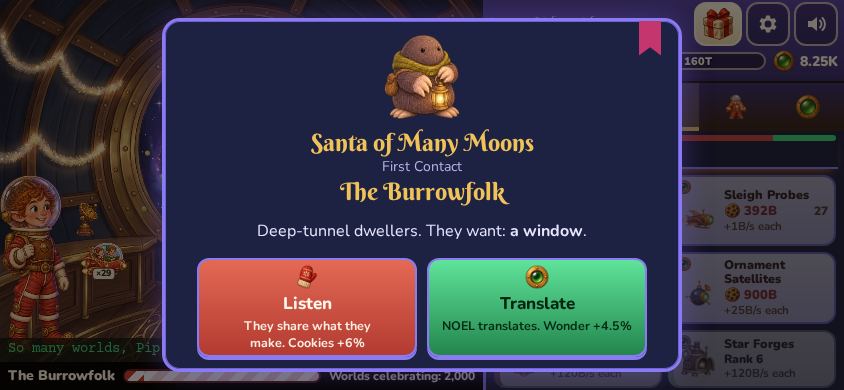 160T
8.25K
Santa of Many Moons
First Contact
The Burrowfolk
Deep-tunnel dwellers. They want: a window.
Listen
They share what they
make. Cookies +6%
Translate
NOEL translates. Wonder +4.5%
×29
So many worlds, Pip
The Burrowfolk
Worlds celebrating: 2,000
Sleigh Probes
392B
27
+1B/s each
Ornament
Satellites
900B
+25B/s each
Star Forges
Rank 6
+120B/s each
+120B/s each